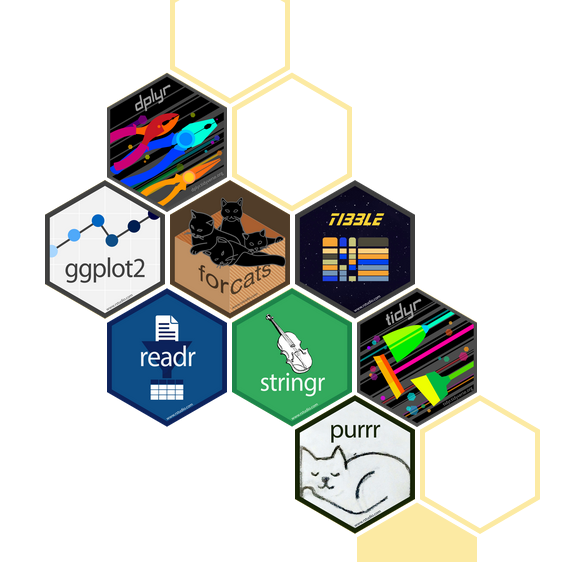 dplyr
ggplot2
forcats
TIBBLE
readr
stringr
tidyr
purrr